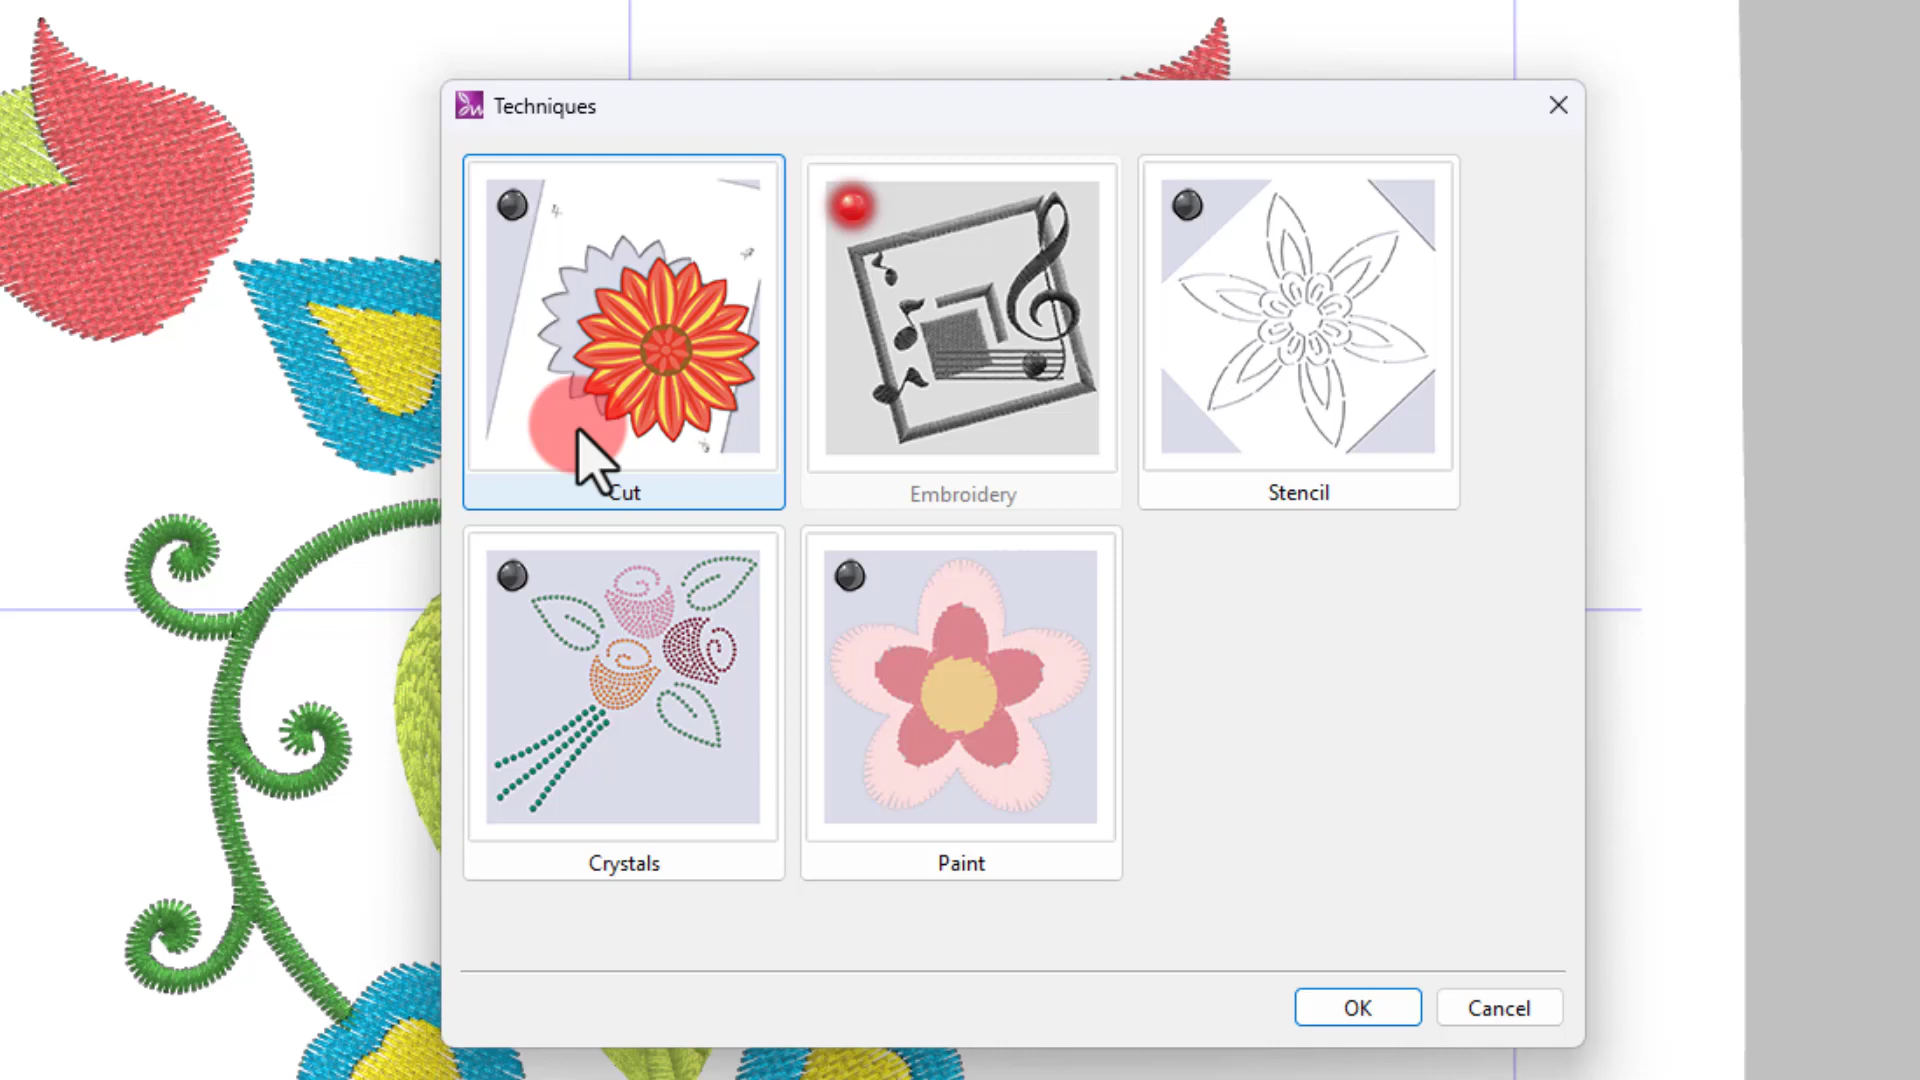 Techniques
Cut
Embroidery
Stencil
Crystals
Paint
OK
Cancel